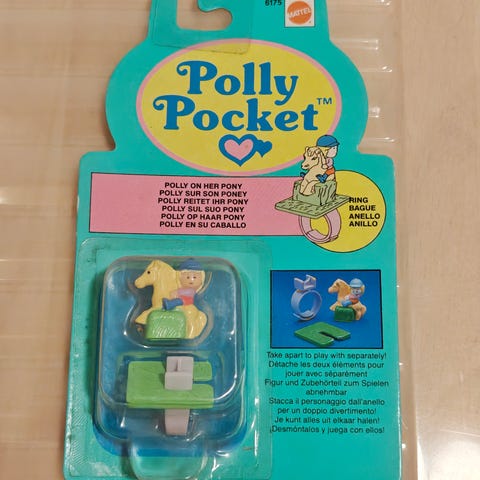 6175
MATTEL
Polly
Pocket™
POLLY ON HER PONY
POLLY SUR SON PONEY
POLLY REITET IHR PONY
POLLY SUL SUO PONY
POLLY OP HAAR PONY
POLLY EN SU CABALLO
RING
BAGUE
ANELLO
ANILLO
Take apart to play with separately!
Détache les deux éléments pour
jouer avec séparément
Figur und Zubehörteil zum Spielen
abnehmbar
Stacca il personaggio dall'anello
per un doppio divertimento!
Je kunt alles uit elkaar halen!
¡Desmóntalos y juega con ellos!